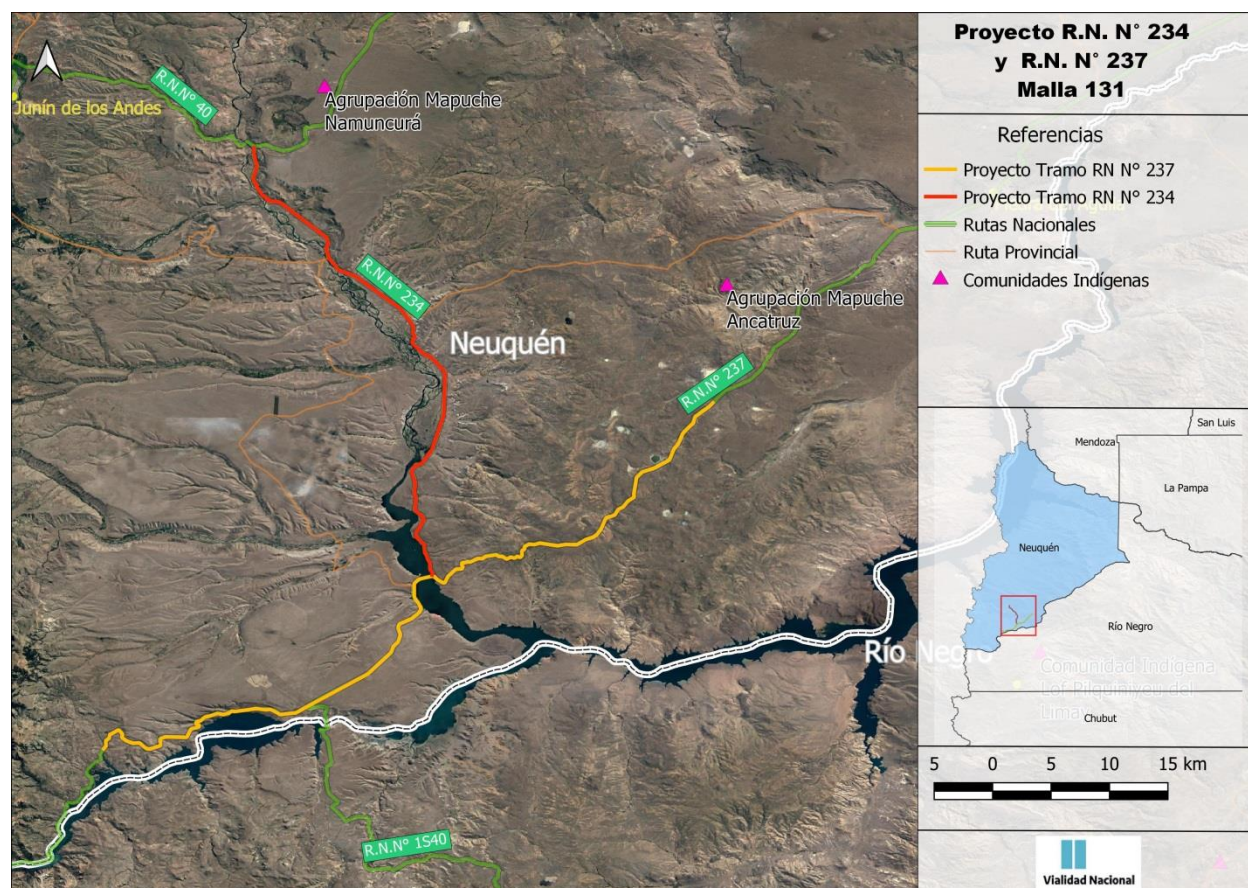 Proyecto R.N. N° 234
y R.N. N° 237
Malla 131
Referencias
Proyecto Tramo RN N° 237
Proyecto Tramo RN N° 234
Rutas Nacionales
Ruta Provincial
Comunidades Indígenas
Junín de los Andes
R.N.N° 40
Agrupación Mapuche
Namuncurá
R.N.N° 234
Agrupación Mapuche
Ancatruz
Neuquén
R.N.N° 237
Río Negro
R.N.N° 1S40
San Luis
Mendoza
La Pampa
Neuquén
Río Negro
Comunidad Indígena
Lof Pilquiniyeu del
Limay
Chubut
5 0 5 10 15 km
Vialidad Nacional